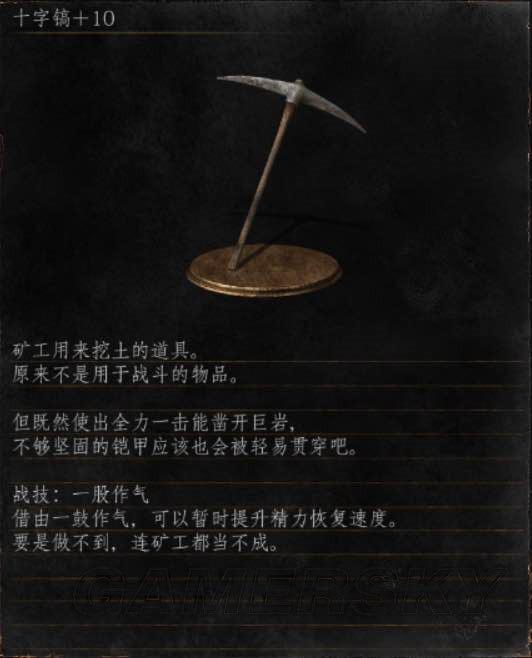 十字镐+10
矿工用来挖土的道具。
原来不是用于战斗的物品。
但既然使出全力一击能凿开巨岩，
不够坚固的铠甲应该也会被轻易贯穿吧。
战技：一股作气
借由一鼓作气，可以暂时提升精力恢复速度。
要是做不到，连矿工都当不成。
GAMERSKY